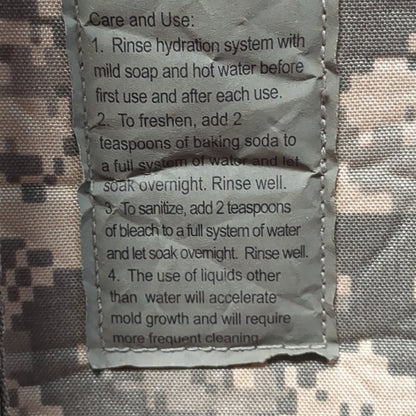 Care and Use:
1. Rinse hydration system with
mild soap and hot water before
first use and after each use.
2. To freshen, add 2
teaspoons of baking soda to
a full system of water and let
soak overnight. Rinse well.
3. To sanitize, add 2 teaspoons
of bleach to a full system of water
and let soak overnight. Rinse well.
4. The use of liquids other
than water will accelerate
mold growth and will require
more frequent cleaning